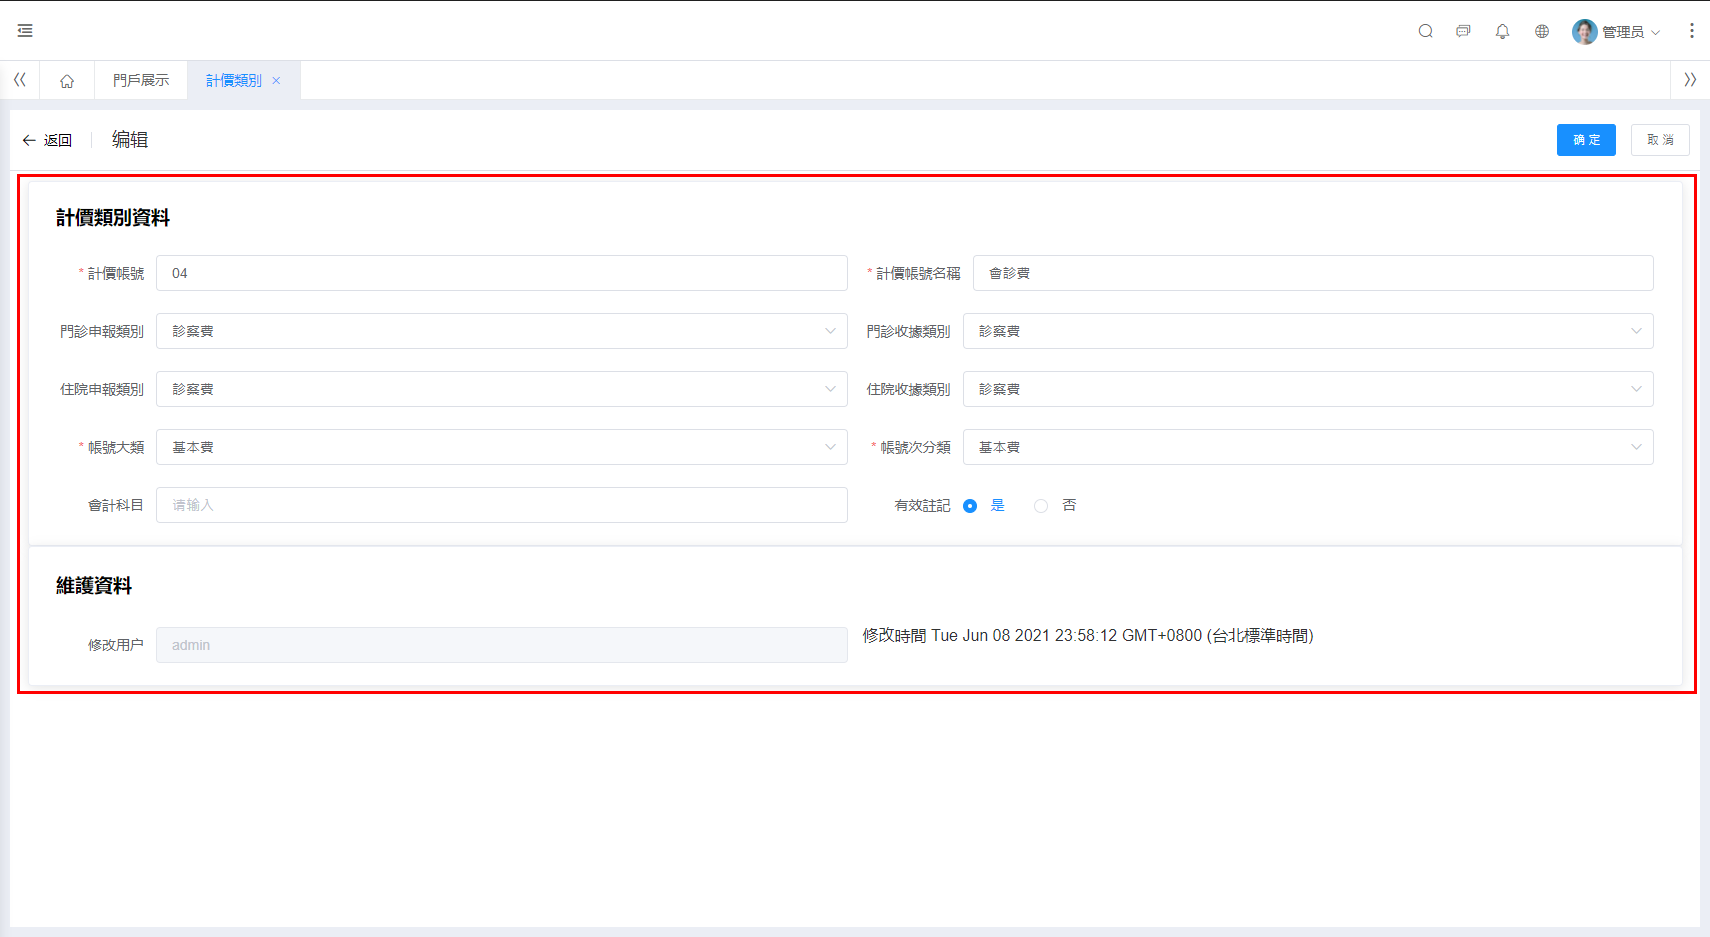 管理员
門戶展示
計價類別
返回
编辑
确 定
取 消
計價類別資料
* 計價帳號 04
* 計價帳號名稱 會診費
門診申報類別 診察費
門診收據類別 診察費
住院申報類別 診察費
住院收據類別 診察費
* 帳號大類 基本費
* 帳號次分類 基本費
會計科目 请输入
有效註記 是 否
維護資料
修改用户 admin
修改時間 Tue Jun 08 2021 23:58:12 GMT+0800 (台北標準時間)